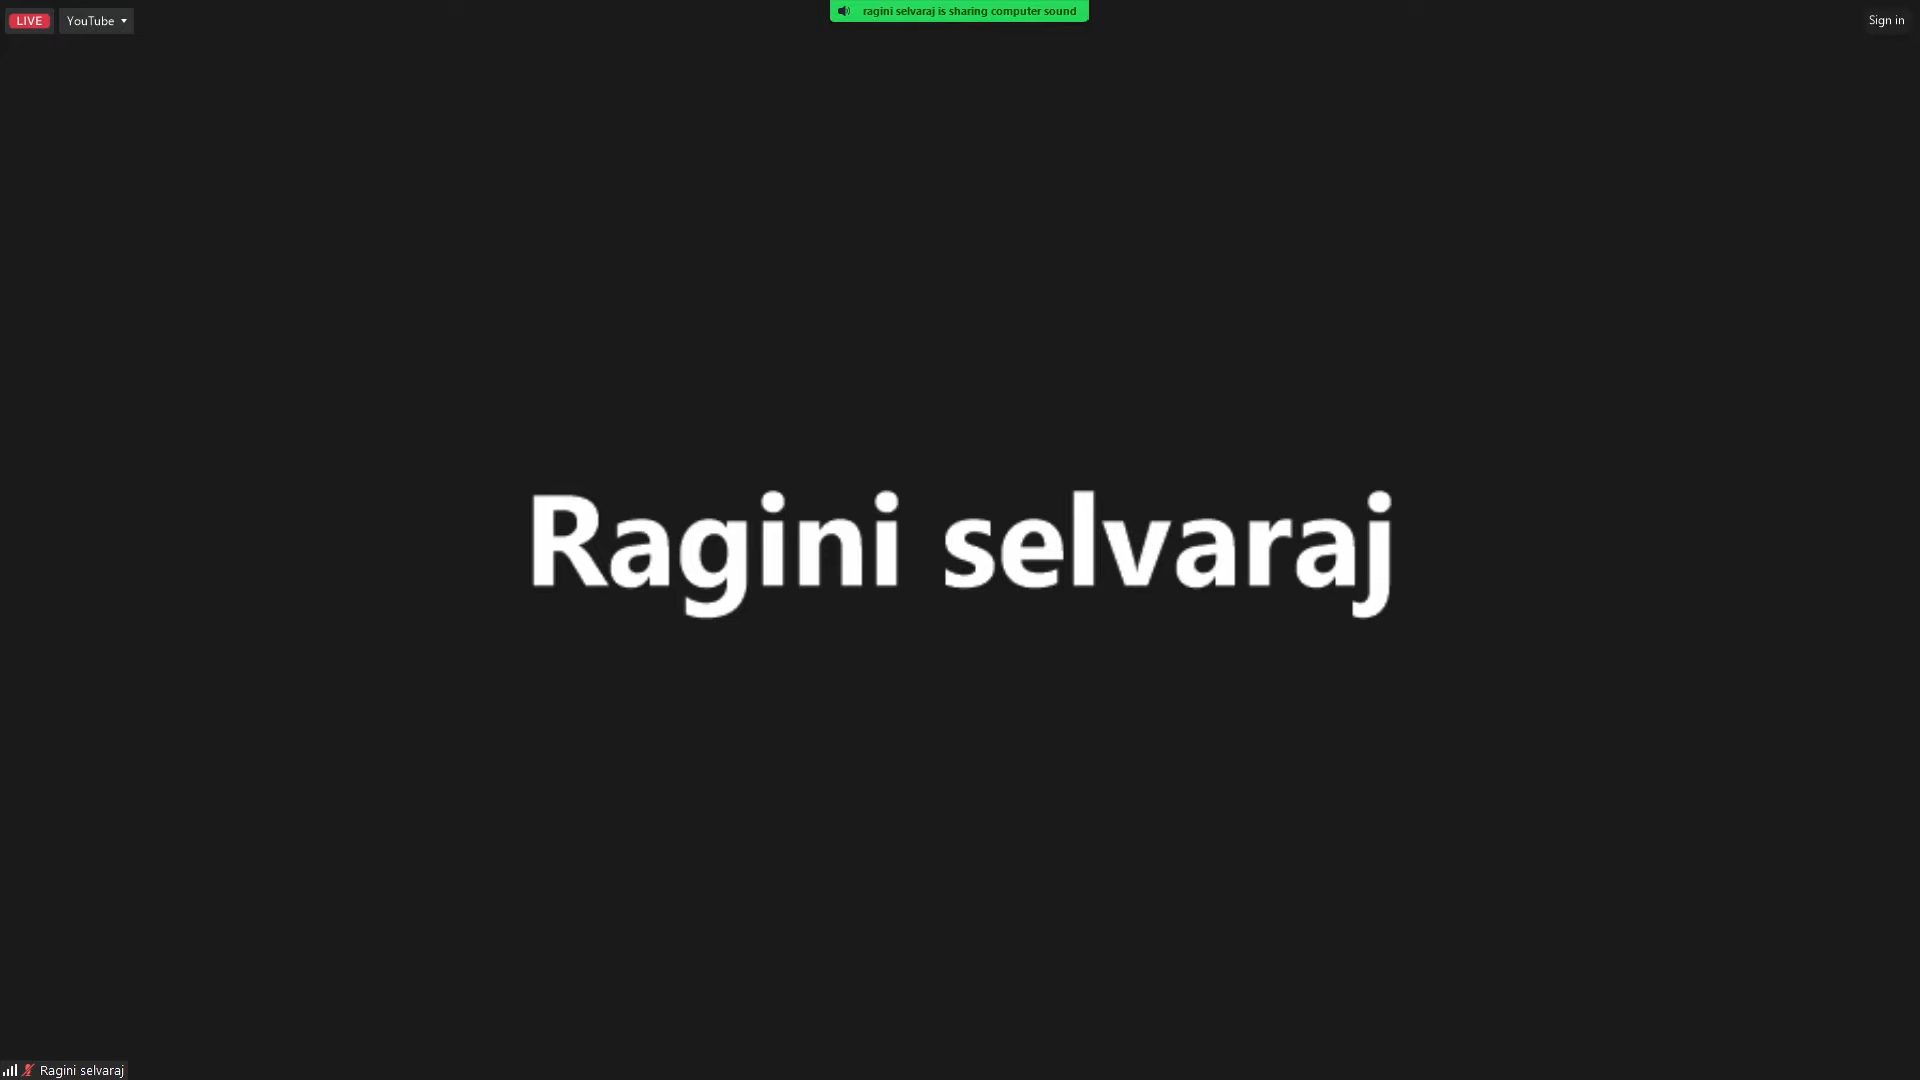 LIVE YouTube
ragini selvaraj is sharing computer sound
Sign in
Ragini selvaraj
Ragini selvaraj